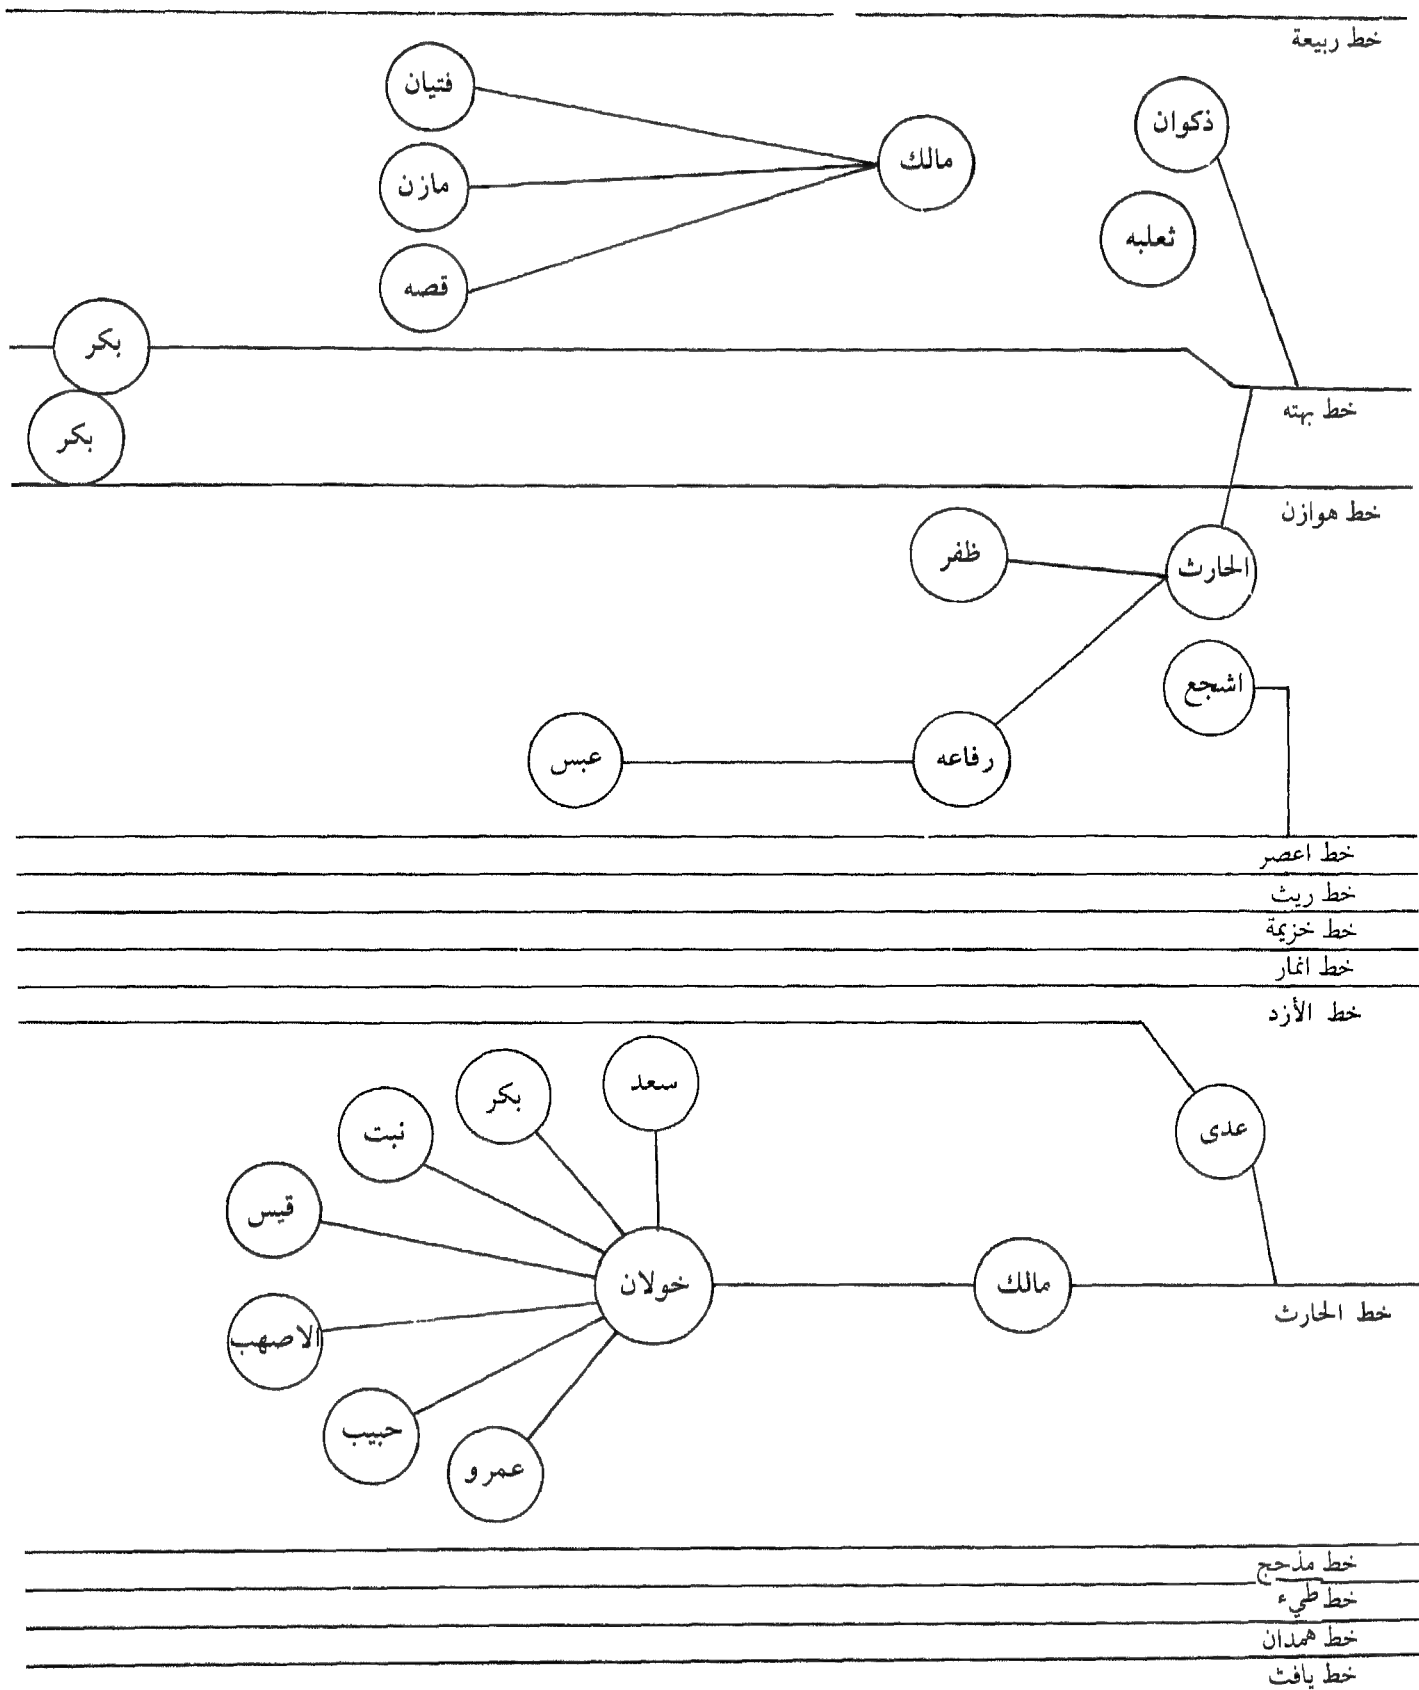 خط ربيعة
ذكوان
ثعلبه
مالك
فتيان
مازن
قصه
بكر
خط بهته
بكر
خط هوازن
الحارث
ظفر
اشجع
رفاعه
عبس
خط اعصر
خط ريث
خط خزيمة
خط انمار
خط الأزد
عدى
سعد
بكر
نبت
قيس
خولان
مالك
خط الحارث
الاصهب
حبيب
عمرو
خط مذحج
خط طيء
خط همدان
خط يافث